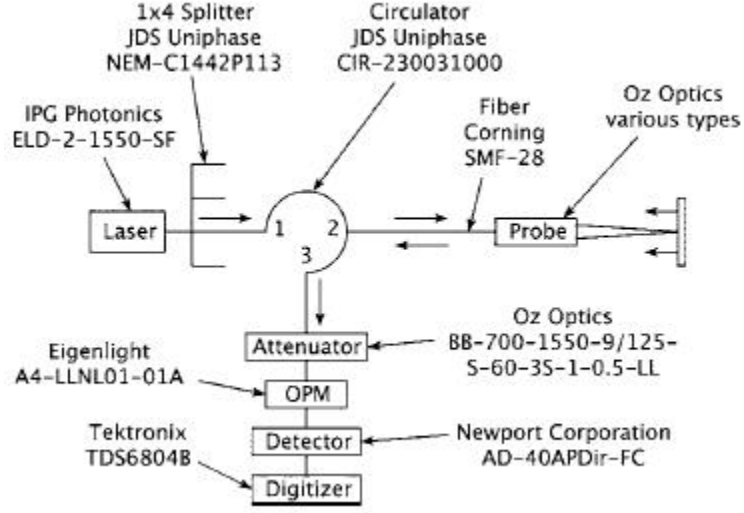 1x4 Splitter
JDS Uniphase
NEM-C1442P113
Circulator
JDS Uniphase
CIR-230031000
IPG Photonics
ELD-2-1550-SF
Fiber
Corning
SMF-28
Oz Optics
various types
Laser
1
2
3
Probe
Attenuator
Oz Optics
BB-700-1550-9/125-
S-60-3S-1-0.5-LL
Eigenlight
A4-LLNL01-01A
OPM
Tektronix
TDS6804B
Detector
Newport Corporation
AD-40APDir-FC
Digitizer